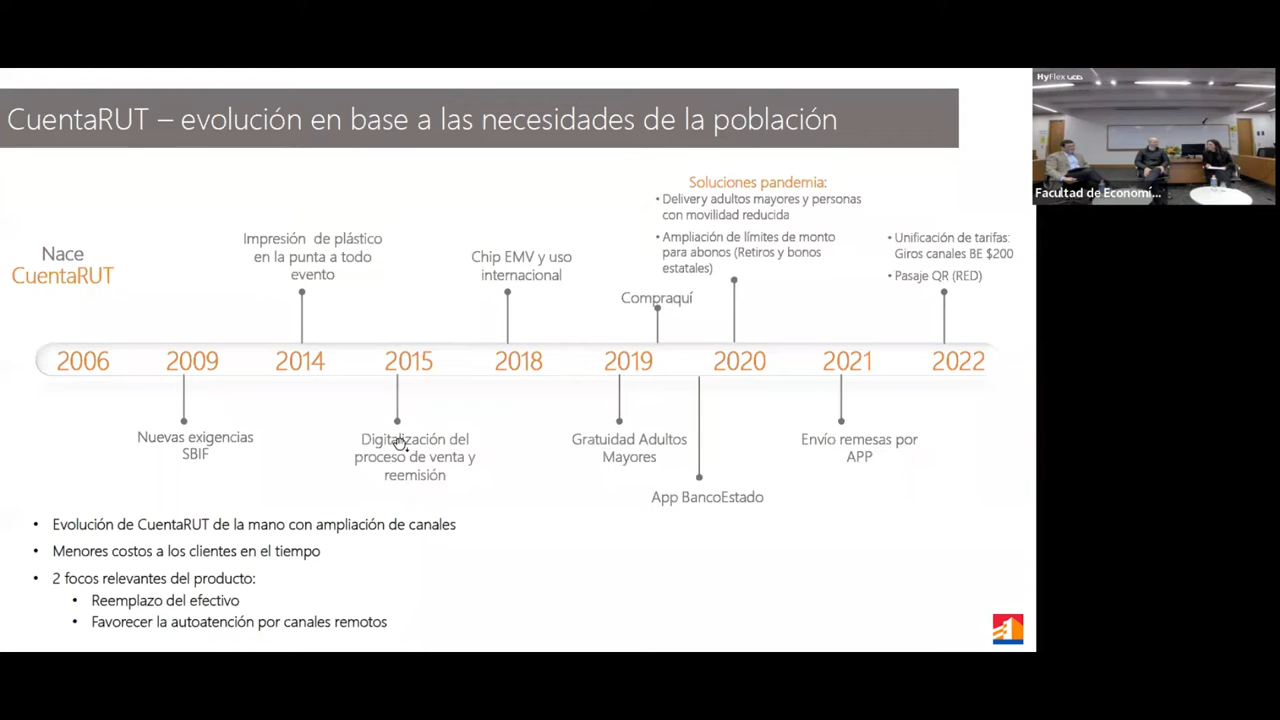 CuentaRUT – evolución en base a las necesidades de la población
HyFlex
Facultad de Economí...
Nace
CuentaRUT
Impresión de plástico
en la punta a todo
evento
Chip EMV y uso
internacional
Compraquí
Soluciones pandemia:
• Delivery adultos mayores y personas
con movilidad reducida
• Ampliación de límites de monto
para abonos (Retiros y bonos
estatales)
• Unificación de tarifas:
Giros canales BE $200
• Pasaje QR (RED)
2006 2009 2014 2015 2018 2019 2020 2021 2022
Nuevas exigencias
SBIF
Digitalización del
proceso de venta y
reemisión
Gratuidad Adultos
Mayores
App BancoEstado
Envío remesas por
APP
• Evolución de CuentaRUT de la mano con ampliación de canales
• Menores costos a los clientes en el tiempo
• 2 focos relevantes del producto:
• Reemplazo del efectivo
• Favorecer la autoatención por canales remotos